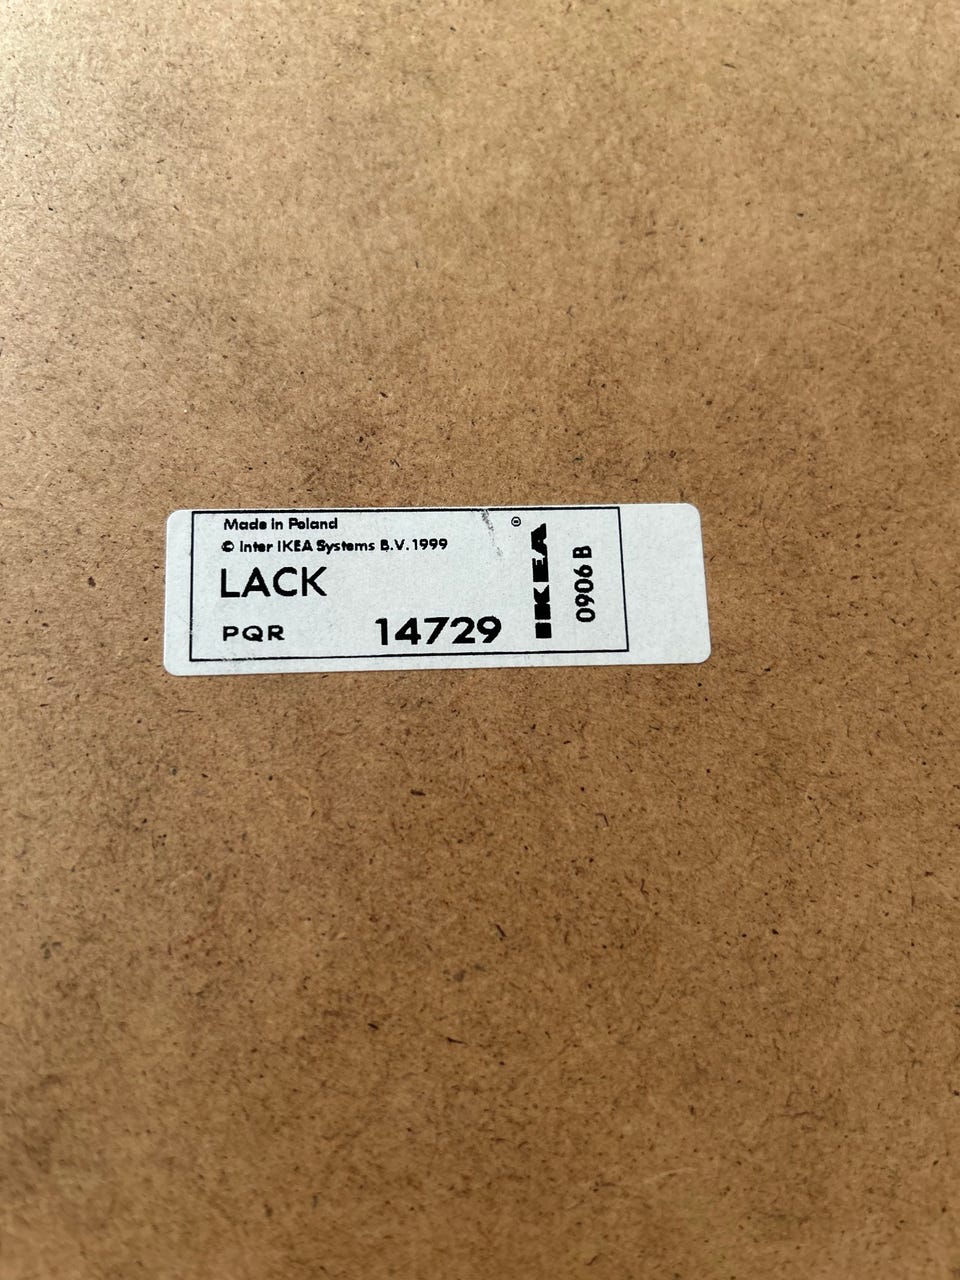 Made in Poland
© Inter IKEA Systems B.V. 1999
LACK
PQR 14729
IKEA®
0906 B